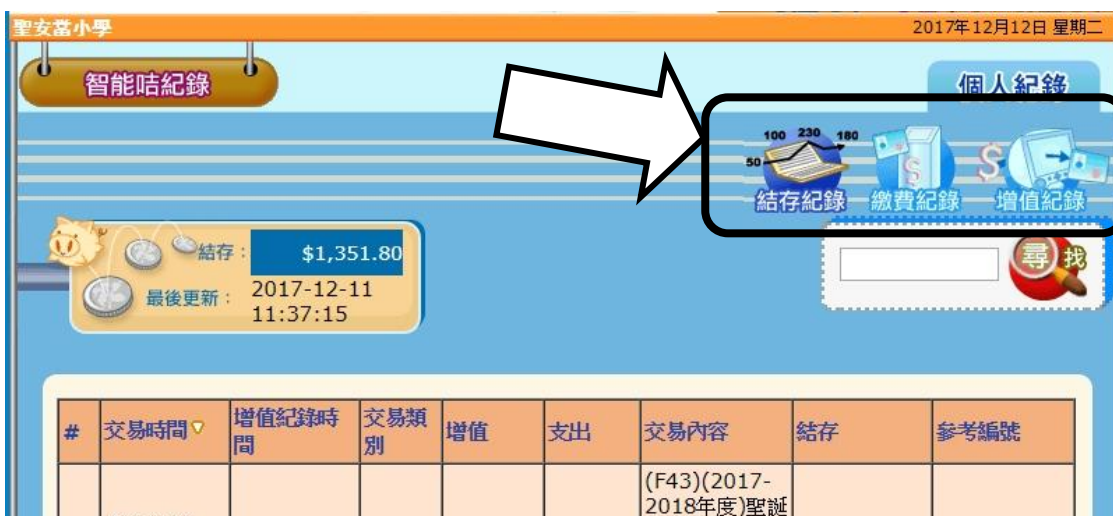 聖安當小學
2017年12月12日 星期二
智能咭紀錄
個人紀錄
100 230 180
50
結存紀錄 繳費紀錄 增值紀錄
結存： $1,351.80
尋找
最後更新： 2017-12-11
11:37:15
# 交易時間 增值紀錄時間 交易類別 增值 支出 交易內容 結存 參考編號
(F43)(2017-
2018年度)聖誕